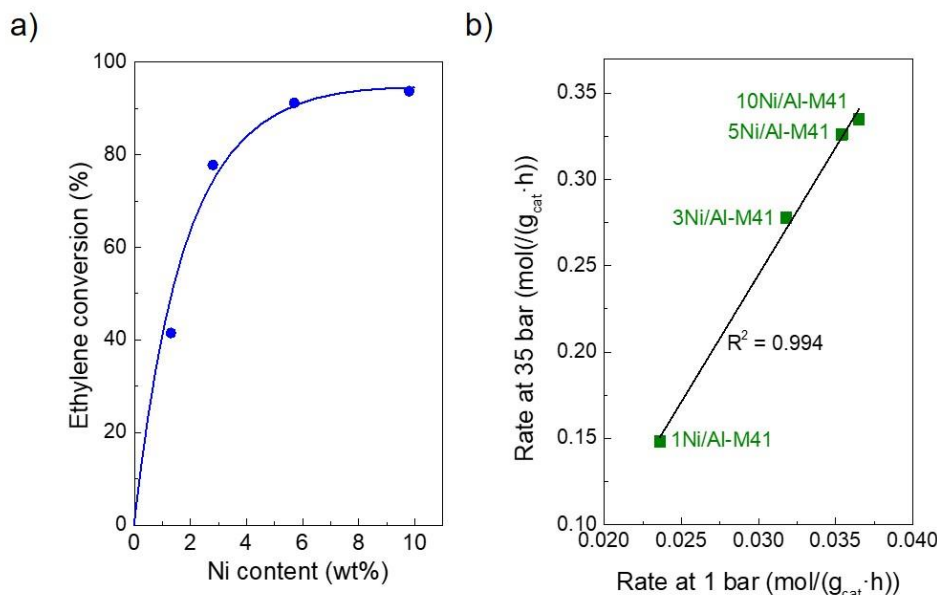 a)
100
80
60
40
20
0
Ethylene conversion (%)
0 2 4 6 8 10
Ni content (wt%)
b)
0.35
0.30
0.25
0.20
0.15
0.10
Rate at 35 bar (mol(/(gcat·h))
10Ni/Al-M41
5Ni/Al-M41
3Ni/Al-M41
R² = 0.994
1Ni/Al-M41
0.020 0.025 0.030 0.035 0.040
Rate at 1 bar (mol/(gcat·h))